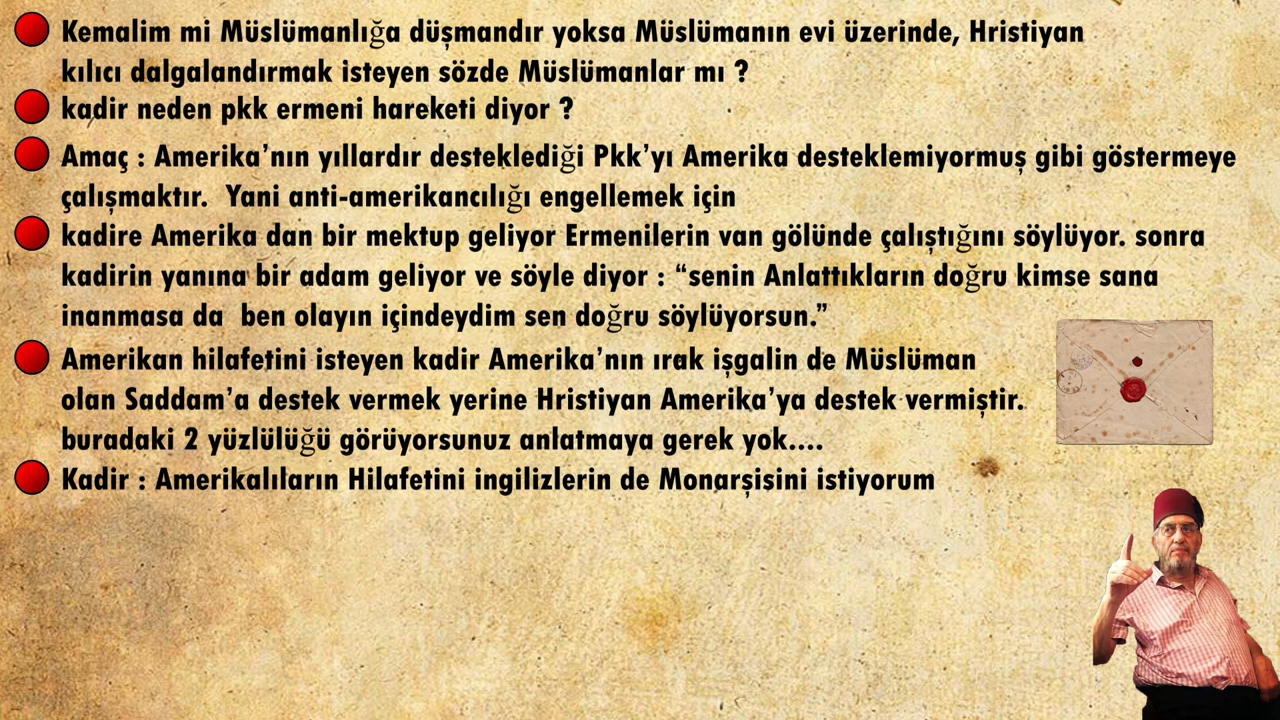 Kemalim mi Müslümanlığa düşmandır yoksa Müslümanın evi üzerinde, Hristiyan
kılıcı dalgalandırmak isteyen sözde Müslümanlar mı ?
kadir neden pkk ermeni hareketi diyor ?
Amaç : Amerika’nın yıllardır desteklediği Pkk’yı Amerika desteklemiyormuş gibi göstermeye
çalışmaktır.  Yani anti-amerikancılığı engellemek için
kadire Amerika dan bir mektup geliyor Ermenilerin van gölünde çalıştığını söylüyor. sonra
kadirin yanına bir adam geliyor ve söyle diyor : “senin Anlattıkların doğru kimse sana
inanmasa da  ben olayın içindeydim sen doğru söylüyorsun.”
Amerikan hilafetini isteyen kadir Amerika’nın ırak işgalin de Müslüman
olan Saddam’a destek vermek yerine Hristiyan Amerika’ya destek vermiştir.
buradaki 2 yüzlülüğü görüyorsunuz anlatmaya gerek yok....
Kadir : Amerikalıların Hilafetini ingilizlerin de Monarşisini istiyorum